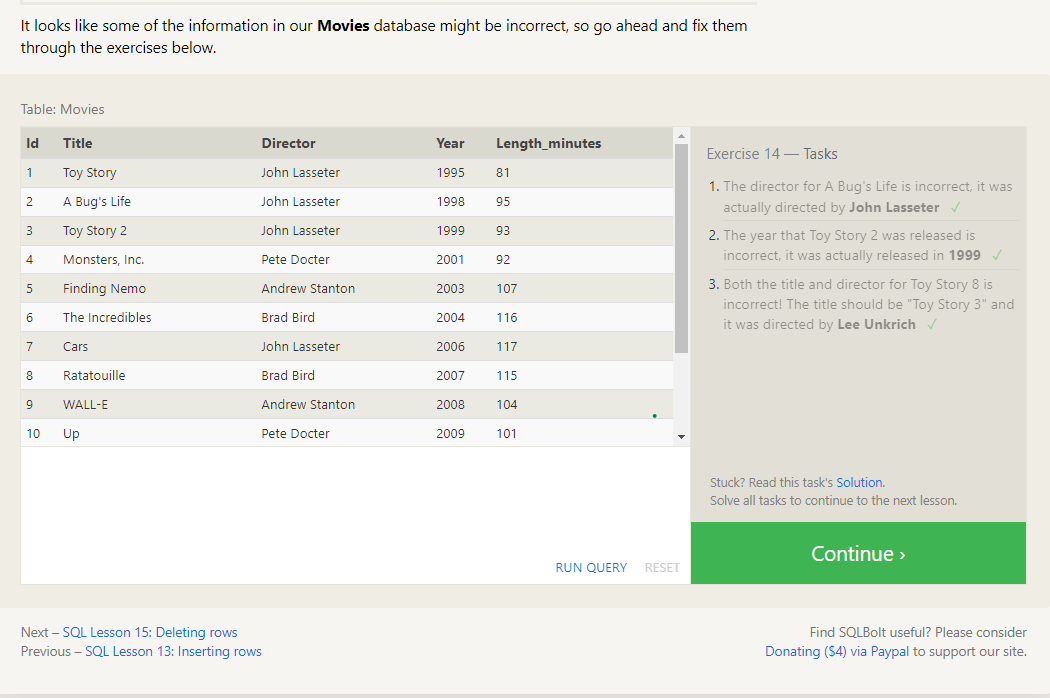 It looks like some of the information in our Movies database might be incorrect, so go ahead and fix them
through the exercises below.
Table: Movies
Id Title Director Year Length_minutes
1 Toy Story John Lasseter 1995 81
2 A Bug's Life John Lasseter 1998 95
3 Toy Story 2 John Lasseter 1999 93
4 Monsters, Inc. Pete Docter 2001 92
5 Finding Nemo Andrew Stanton 2003 107
6 The Incredibles Brad Bird 2004 116
7 Cars John Lasseter 2006 117
8 Ratatouille Brad Bird 2007 115
9 WALL-E Andrew Stanton 2008 104
10 Up Pete Docter 2009 101
RUN QUERY RESET
Exercise 14 — Tasks
1. The director for A Bug's Life is incorrect, it was
actually directed by John Lasseter ✓
2. The year that Toy Story 2 was released is
incorrect, it was actually released in 1999 ✓
3. Both the title and director for Toy Story 8 is
incorrect! The title should be "Toy Story 3" and
it was directed by Lee Unkrich ✓
Stuck? Read this task's Solution.
Solve all tasks to continue to the next lesson.
Continue ›
Next – SQL Lesson 15: Deleting rows
Previous – SQL Lesson 13: Inserting rows
Find SQLBolt useful? Please consider
Donating ($4) via Paypal to support our site.